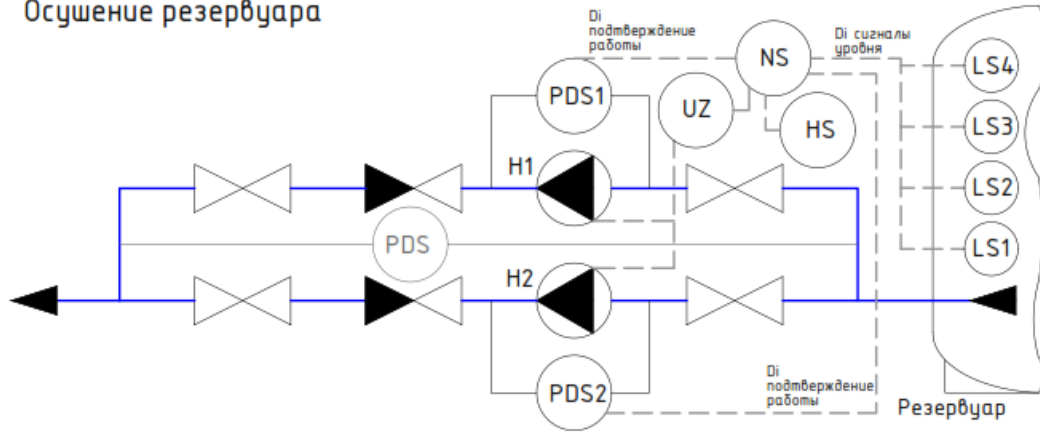 Осушение резервуара
Di
подтверждение
работы
NS
Di сигналы
уровня
LS4
PDS1
UZ
HS
LS3
H1
LS2
PDS
LS1
H2
Di
подтверждение
работы
PDS2
Резервуар